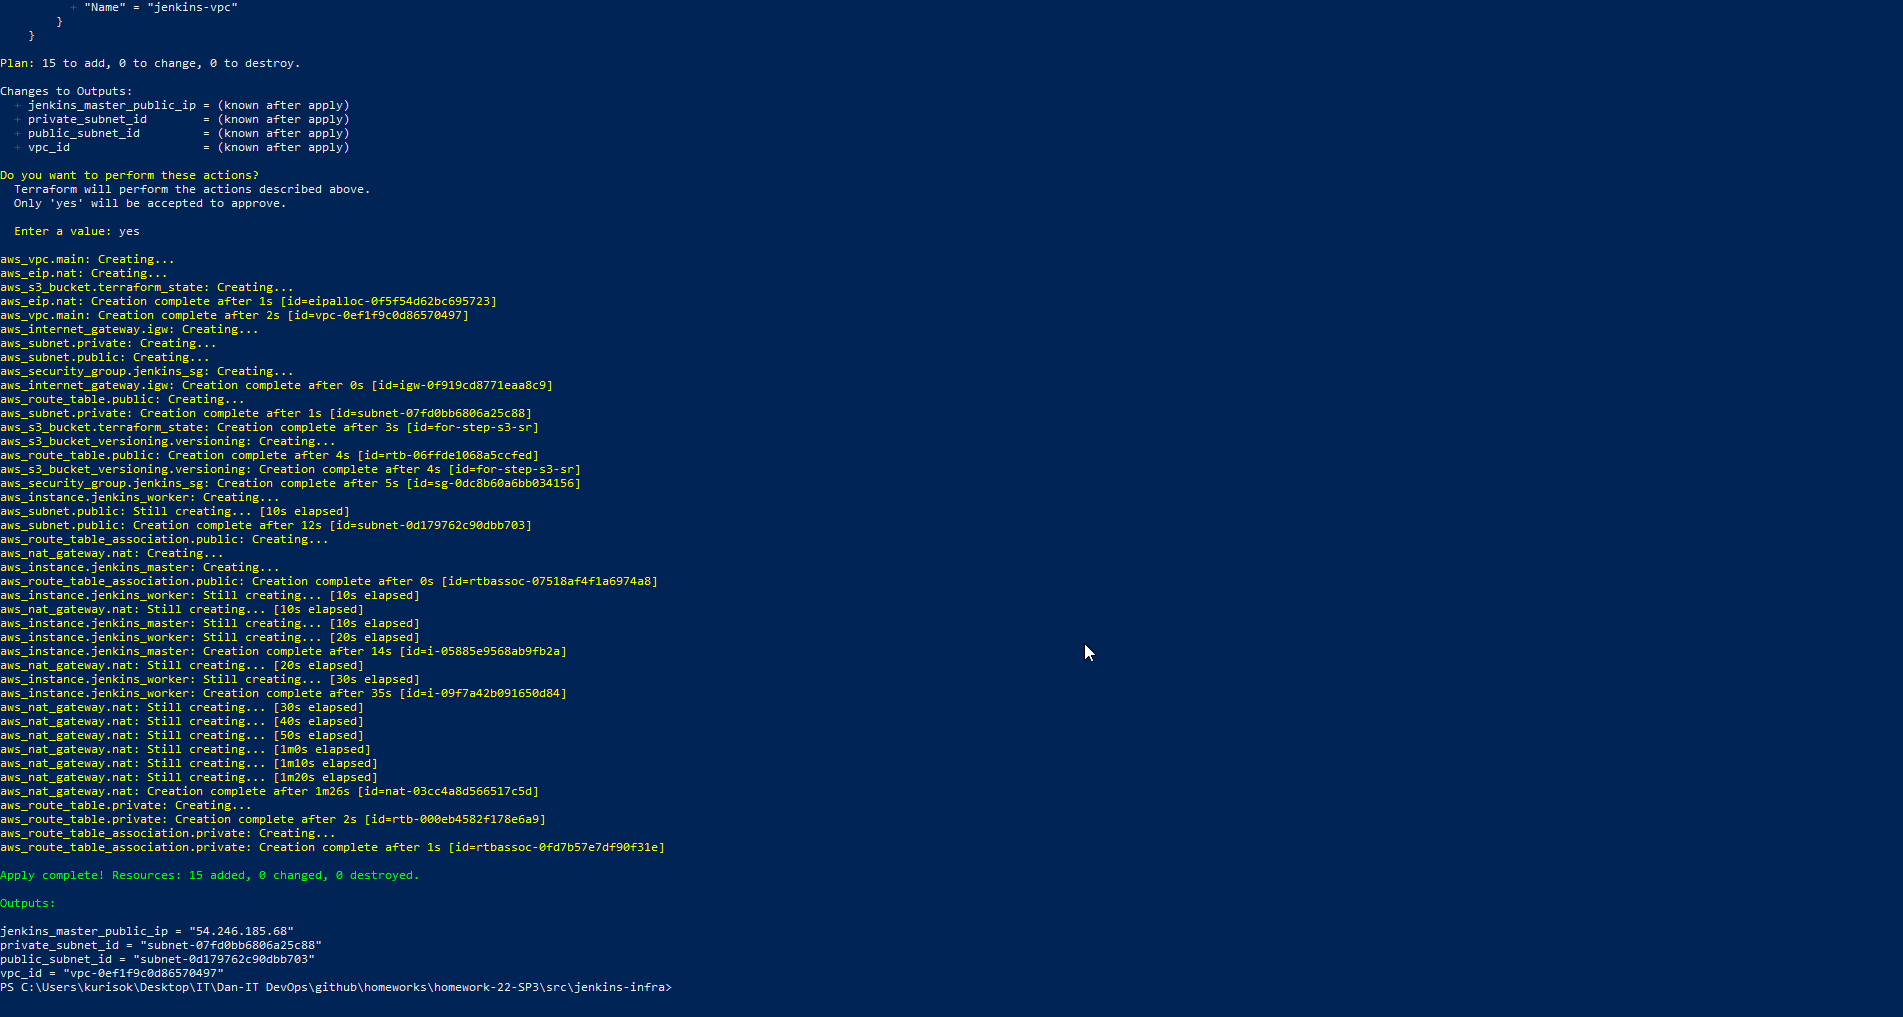 + "Name" = "jenkins-vpc"
}
}
Plan: 15 to add, 0 to change, 0 to destroy.
Changes to Outputs:
+ jenkins_master_public_ip = (known after apply)
+ private_subnet_id        = (known after apply)
+ public_subnet_id         = (known after apply)
+ vpc_id                   = (known after apply)
Do you want to perform these actions?
Terraform will perform the actions described above.
Only 'yes' will be accepted to approve.
Enter a value: yes
aws_vpc.main: Creating...
aws_eip.nat: Creating...
aws_s3_bucket.terraform_state: Creating...
aws_eip.nat: Creation complete after 1s [id=eipalloc-0f5f54d62bc695723]
aws_vpc.main: Creation complete after 2s [id=vpc-0ef1f9c0d86570497]
aws_internet_gateway.igw: Creating...
aws_subnet.private: Creating...
aws_subnet.public: Creating...
aws_security_group.jenkins_sg: Creating...
aws_internet_gateway.igw: Creation complete after 0s [id=igw-0f919cd8771eaa8c9]
aws_route_table.public: Creating...
aws_subnet.private: Creation complete after 1s [id=subnet-07fd0bb6806a25c88]
aws_s3_bucket.terraform_state: Creation complete after 3s [id=for-step-s3-sr]
aws_s3_bucket_versioning.versioning: Creating...
aws_route_table.public: Creation complete after 4s [id=rtb-06ffde1068a5ccfed]
aws_s3_bucket_versioning.versioning: Creation complete after 4s [id=for-step-s3-sr]
aws_security_group.jenkins_sg: Creation complete after 5s [id=sg-0dc8b60a6bb034156]
aws_instance.jenkins_worker: Creating...
aws_subnet.public: Still creating... [10s elapsed]
aws_subnet.public: Creation complete after 12s [id=subnet-0d179762c90dbb703]
aws_route_table_association.public: Creating...
aws_nat_gateway.nat: Creating...
aws_instance.jenkins_master: Creating...
aws_route_table_association.public: Creation complete after 0s [id=rtbassoc-07518af4f1a6974a8]
aws_instance.jenkins_worker: Still creating... [10s elapsed]
aws_nat_gateway.nat: Still creating... [10s elapsed]
aws_instance.jenkins_master: Still creating... [10s elapsed]
aws_instance.jenkins_worker: Still creating... [20s elapsed]
aws_instance.jenkins_master: Creation complete after 14s [id=i-05885e9568ab9fb2a]
aws_nat_gateway.nat: Still creating... [20s elapsed]
aws_instance.jenkins_worker: Still creating... [30s elapsed]
aws_instance.jenkins_worker: Creation complete after 35s [id=i-09f7a42b091650d84]
aws_nat_gateway.nat: Still creating... [30s elapsed]
aws_nat_gateway.nat: Still creating... [40s elapsed]
aws_nat_gateway.nat: Still creating... [50s elapsed]
aws_nat_gateway.nat: Still creating... [1m0s elapsed]
aws_nat_gateway.nat: Still creating... [1m10s elapsed]
aws_nat_gateway.nat: Still creating... [1m20s elapsed]
aws_nat_gateway.nat: Creation complete after 1m26s [id=nat-03cc4a8d566517c5d]
aws_route_table.private: Creating...
aws_route_table.private: Creation complete after 2s [id=rtb-000eb4582f178e6a9]
aws_route_table_association.private: Creating...
aws_route_table_association.private: Creation complete after 1s [id=rtbassoc-0fd7b57e7df90f31e]
Apply complete! Resources: 15 added, 0 changed, 0 destroyed.
Outputs:
jenkins_master_public_ip = "54.246.185.68"
private_subnet_id = "subnet-07fd0bb6806a25c88"
public_subnet_id = "subnet-0d179762c90dbb703"
vpc_id = "vpc-0ef1f9c0d86570497"
PS C:\Users\kurisok\Desktop\IT\Dan-IT DevOps\github\homeworks\homework-22-SP3\src\jenkins-infra>